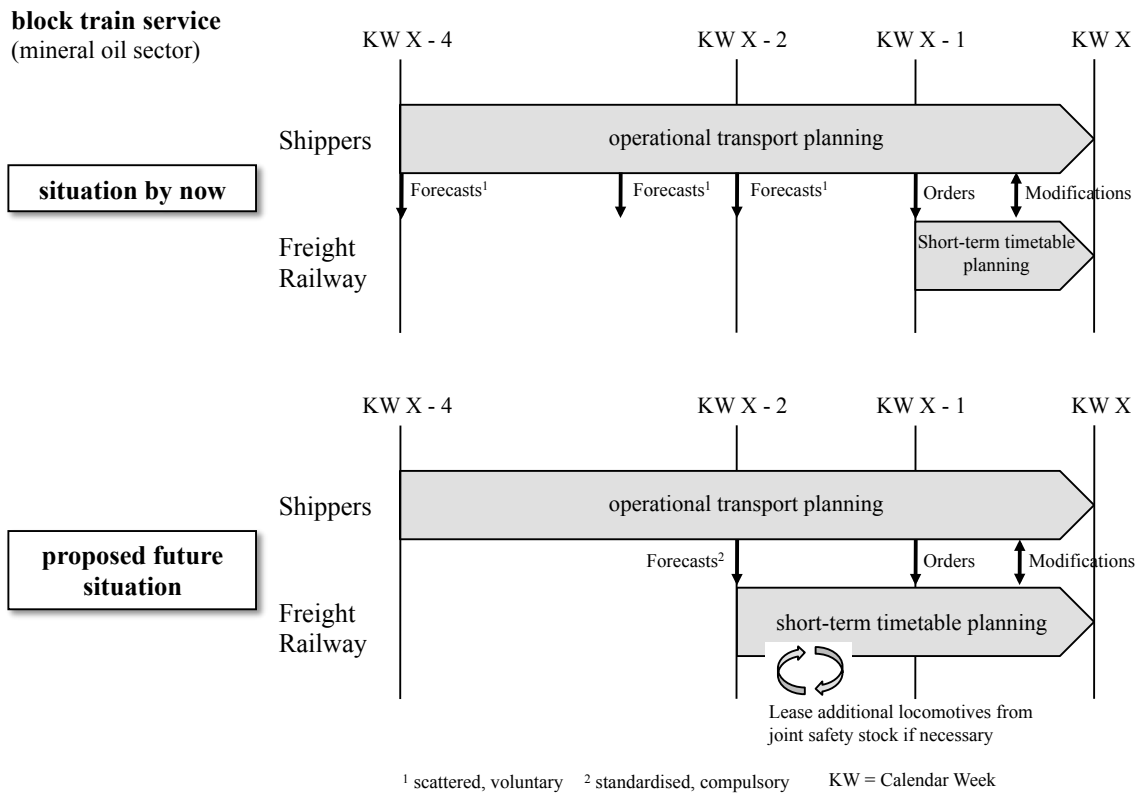 block train service
(mineral oil sector)
KW X - 4
KW X - 2
KW X - 1
KW X
Shippers
operational transport planning
situation by now
Forecasts¹
Forecasts¹
Forecasts¹
Orders
Modifications
Freight
Railway
Short-term timetable
planning
KW X - 4
KW X - 2
KW X - 1
KW X
Shippers
operational transport planning
proposed future
situation
Forecasts²
Orders
Modifications
Freight
Railway
short-term timetable planning
Lease additional locomotives from
joint safety stock if necessary
¹ scattered, voluntary ² standardised, compulsory KW = Calendar Week